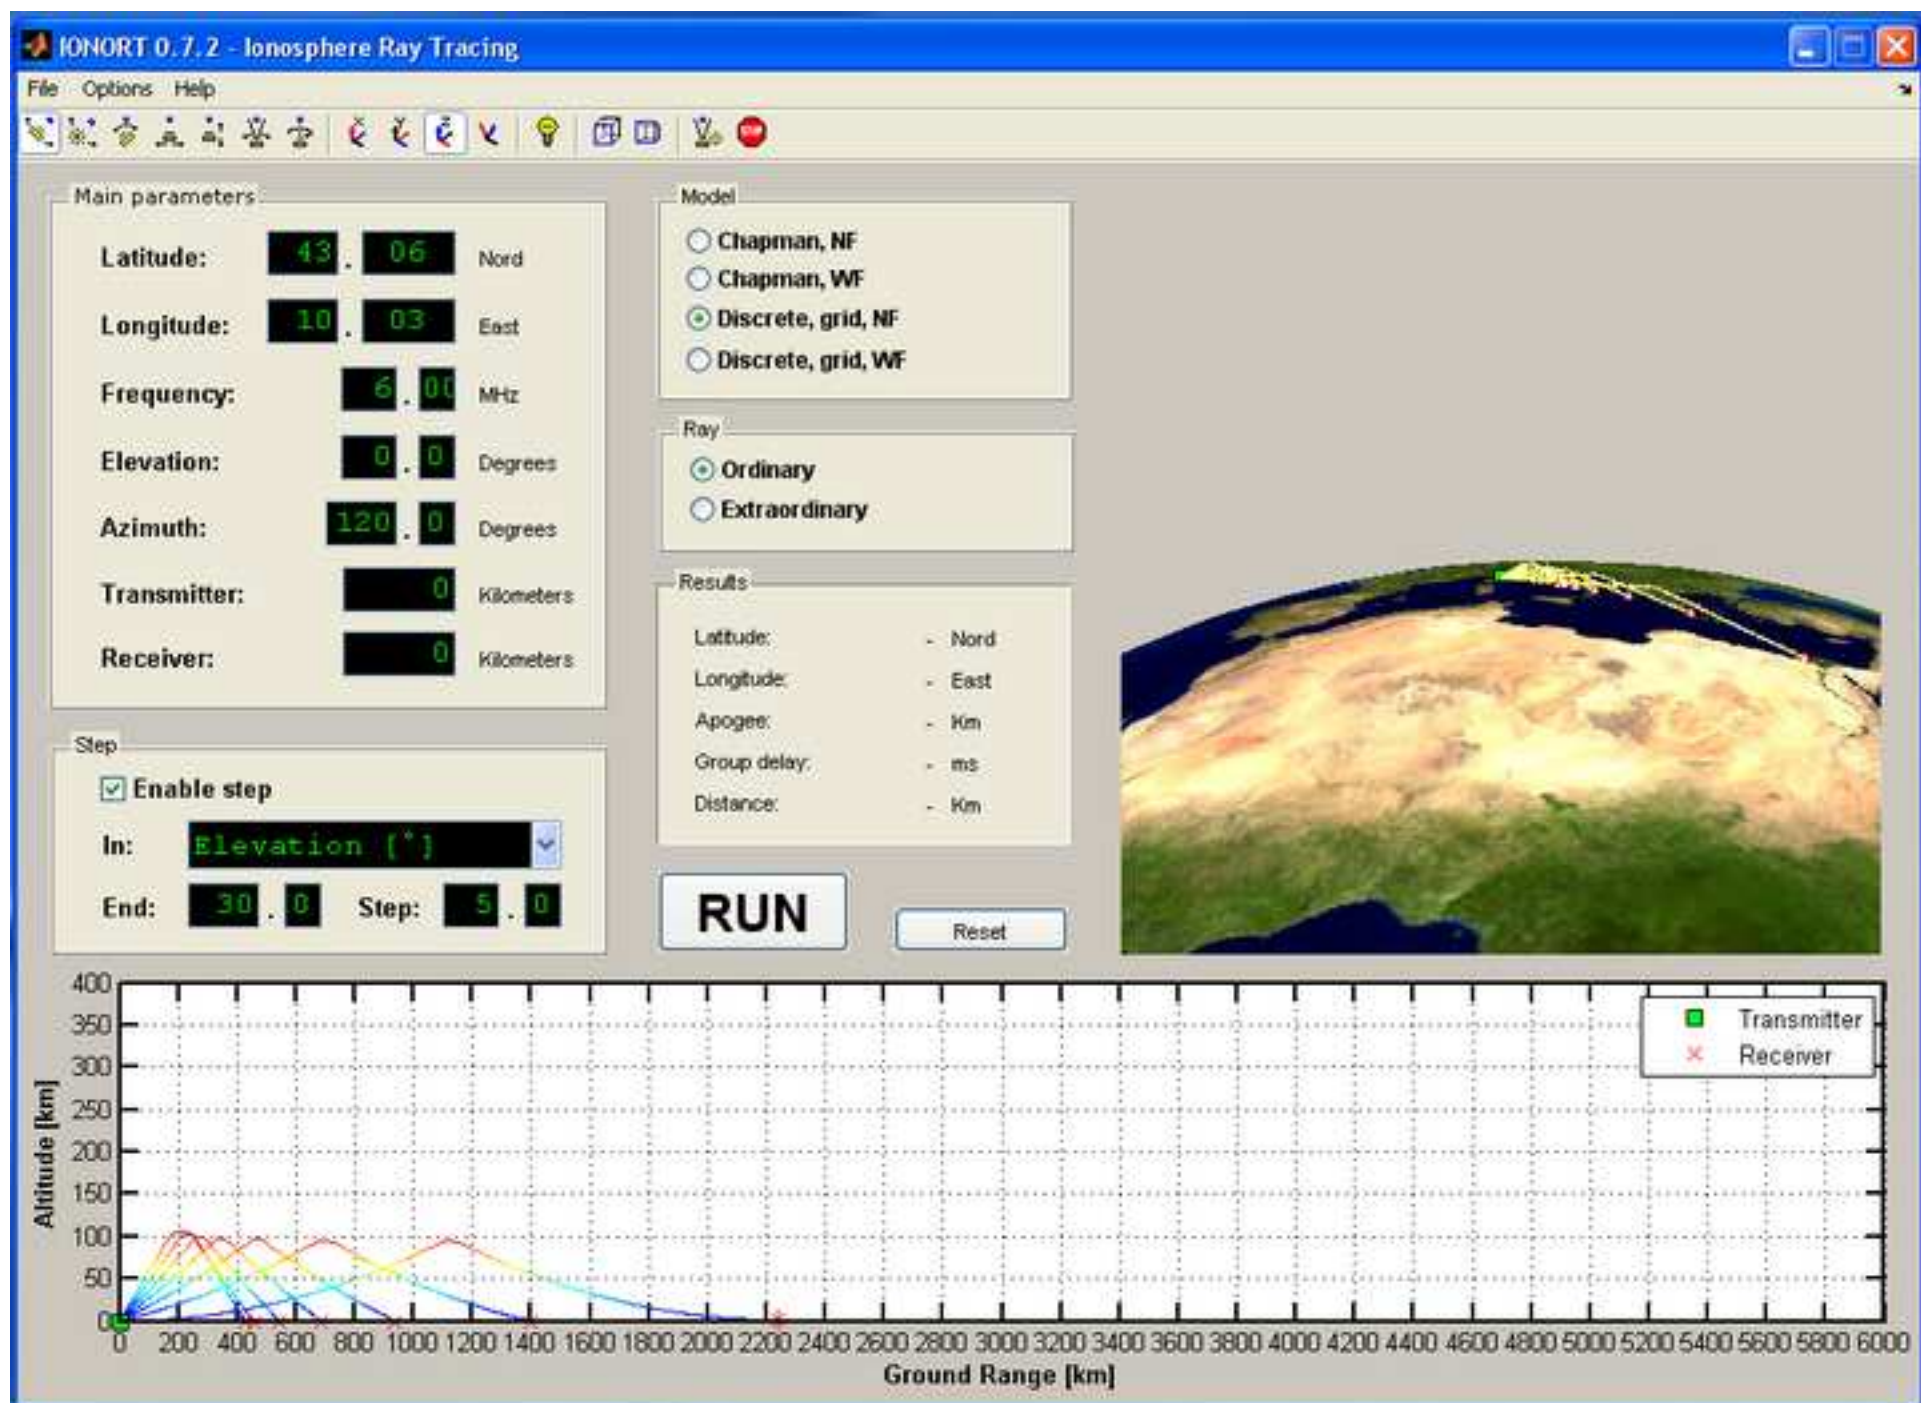 IONORT 0.7.2 - Ionosphere Ray Tracing
File Options Help
Main parameters
Latitude: 43 . 06 Nord
Longitude: 10 . 03 East
Frequency: 6 . 00 MHz
Elevation: 0 . 0 Degrees
Azimuth: 120 . 0 Degrees
Transmitter: 0 Kilometers
Receiver: 0 Kilometers
Step
Enable step
In: Elevation [°]
End: 30 . 0 Step: 5 . 0
Model
Chapman, NF
Chapman, WF
Discrete, grid, NF
Discrete, grid, WF
Ray
Ordinary
Extraordinary
Results
Latitude: - Nord
Longitude: - East
Apogee: - Km
Group delay: - ms
Distance: - Km
RUN
Reset
STOP
Transmitter
Receiver
Altitude [km]
400
350
300
250
200
150
100
50
0
0 200 400 600 800 1000 1200 1400 1600 1800 2000 2200 2400 2600 2800 3000 3200 3400 3600 3800 4000 4200 4400 4600 4800 5000 5200 5400 5600 5800 6000
Ground Range [km]